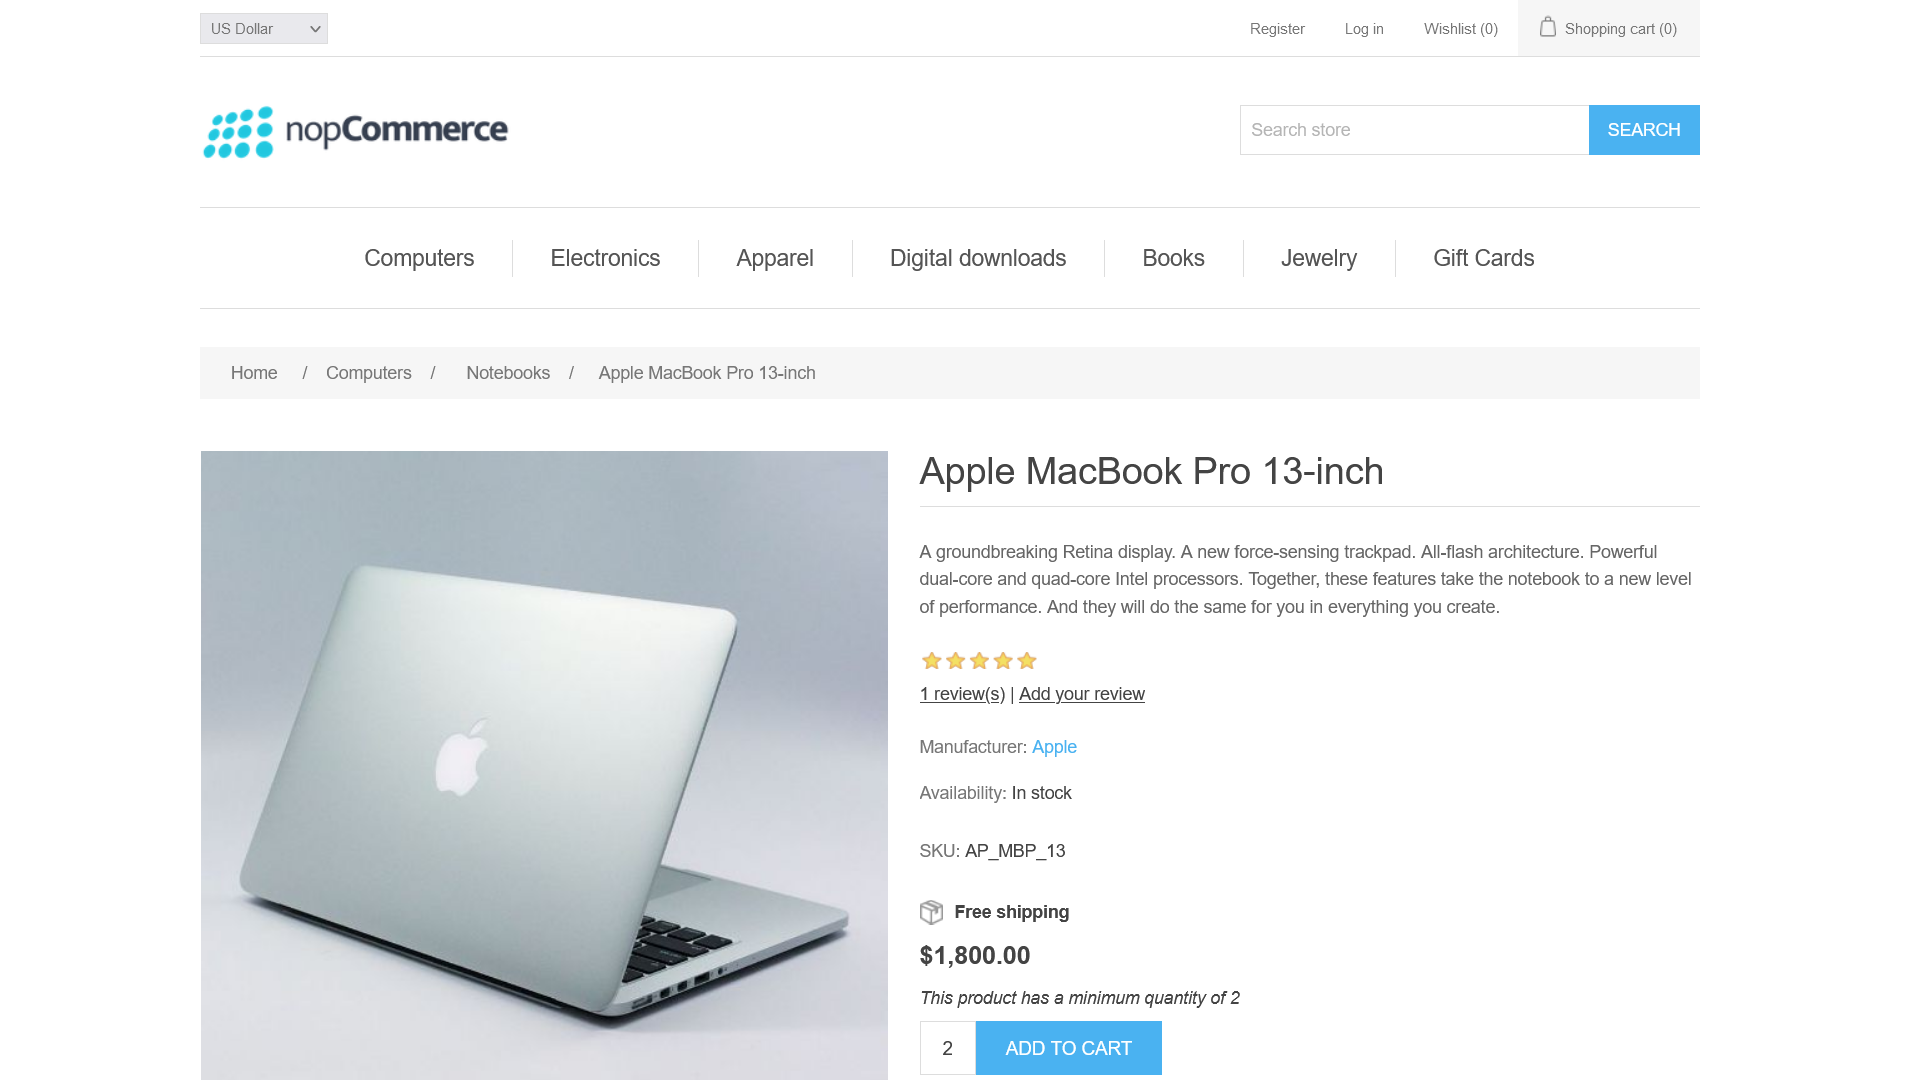 US Dollar
Register
Log in
Wishlist (0)
Shopping cart (0)
nopCommerce
Search store
SEARCH
Computers
Electronics
Apparel
Digital downloads
Books
Jewelry
Gift Cards
Home / Computers / Notebooks / Apple MacBook Pro 13-inch
Apple MacBook Pro 13-inch
A groundbreaking Retina display. A new force-sensing trackpad. All-flash architecture. Powerful
dual-core and quad-core Intel processors. Together, these features take the notebook to a new level
of performance. And they will do the same for you in everything you create.
1 review(s) | Add your review
Manufacturer: Apple
Availability: In stock
SKU: AP_MBP_13
Free shipping
$1,800.00
This product has a minimum quantity of 2
2
ADD TO CART